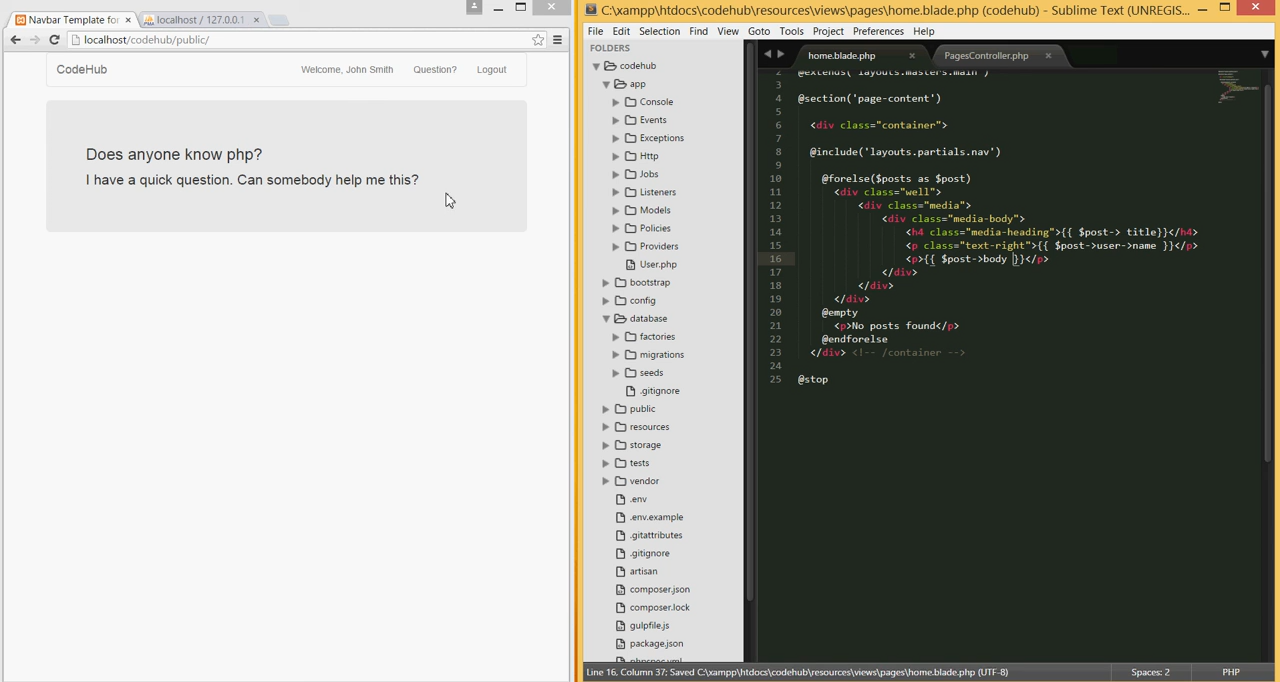 Navbar Template for
localhost / 127.0.0.1
localhost/codehub/public/
CodeHub
Welcome, John Smith
Question?
Logout
Does anyone know php?
I have a quick question. Can somebody help me this?
C:\xampp\htdocs\codehub\resources\views\pages\home.blade.php (codehub) - Sublime Text (UNREGIS...
File Edit Selection Find View Goto Tools Project Preferences Help
FOLDERS
codehub
app
Console
Events
Exceptions
Http
Jobs
Listeners
Models
Policies
Providers
User.php
bootstrap
config
database
factories
migrations
seeds
.gitignore
public
resources
storage
tests
vendor
.env
.env.example
.gitattributes
.gitignore
artisan
composer.json
composer.lock
gulpfile.js
package.json
phpspec.yml
home.blade.php
PagesController.php
2 @extends('layouts.masters.main')
3
4 @section('page-content')
5
6 <div class="container">
7
8 @include('layouts.partials.nav')
9
10 @forelse($posts as $post)
11 <div class="well">
12 <div class="media">
13 <div class="media-body">
14 <h4 class="media-heading">{{ $post-> title}}</h4>
15 <p class="text-right">{{ $post->user->name }}</p>
16 <p>{{ $post->body }}</p>
17 </div>
18 </div>
19 </div>
20 @empty
21 <p>No posts found</p>
22 @endforelse
23 </div> <!-- /container -->
24
25 @stop
Line 16, Column 37; Saved C:\xampp\htdocs\codehub\resources\views\pages\home.blade.php (UTF-8)
Spaces: 2
PHP